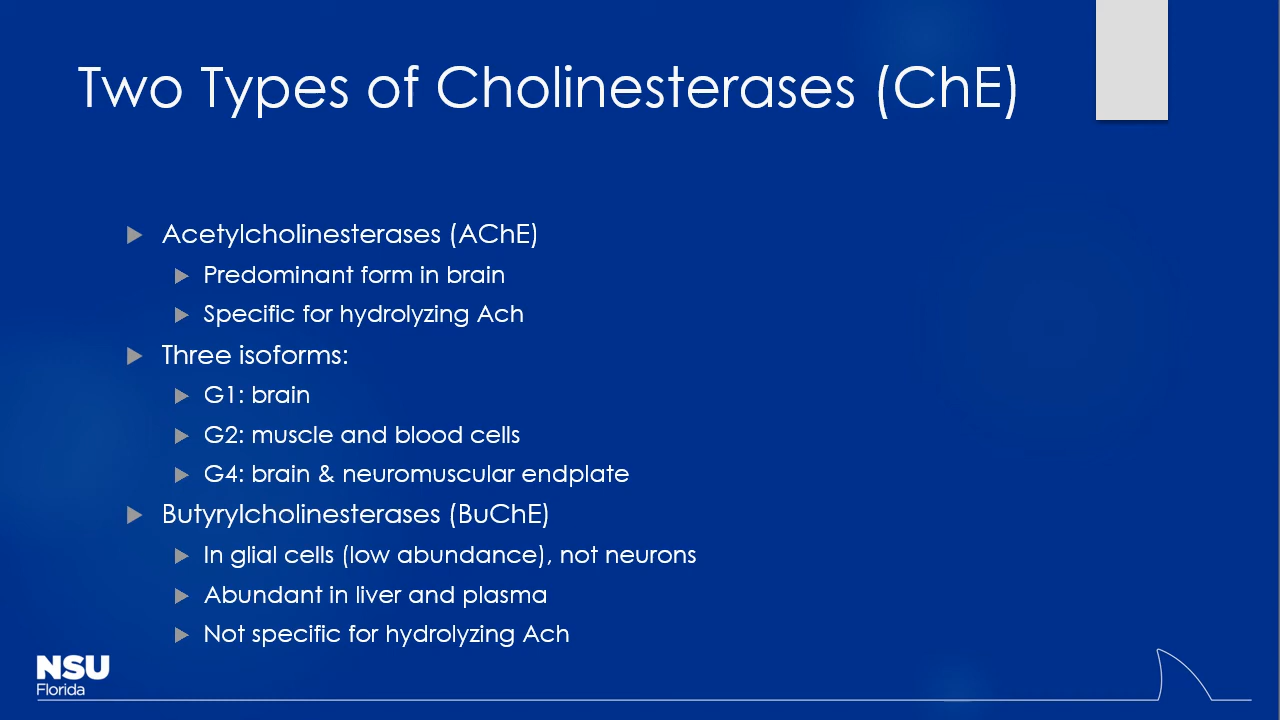 Two Types of Cholinesterases (ChE)
Acetylcholinesterases (AChE)
Predominant form in brain
Specific for hydrolyzing Ach
Three isoforms:
G1: brain
G2: muscle and blood cells
G4: brain & neuromuscular endplate
Butyrylcholinesterases (BuChE)
In glial cells (low abundance), not neurons
Abundant in liver and plasma
Not specific for hydrolyzing Ach
NSU
Florida